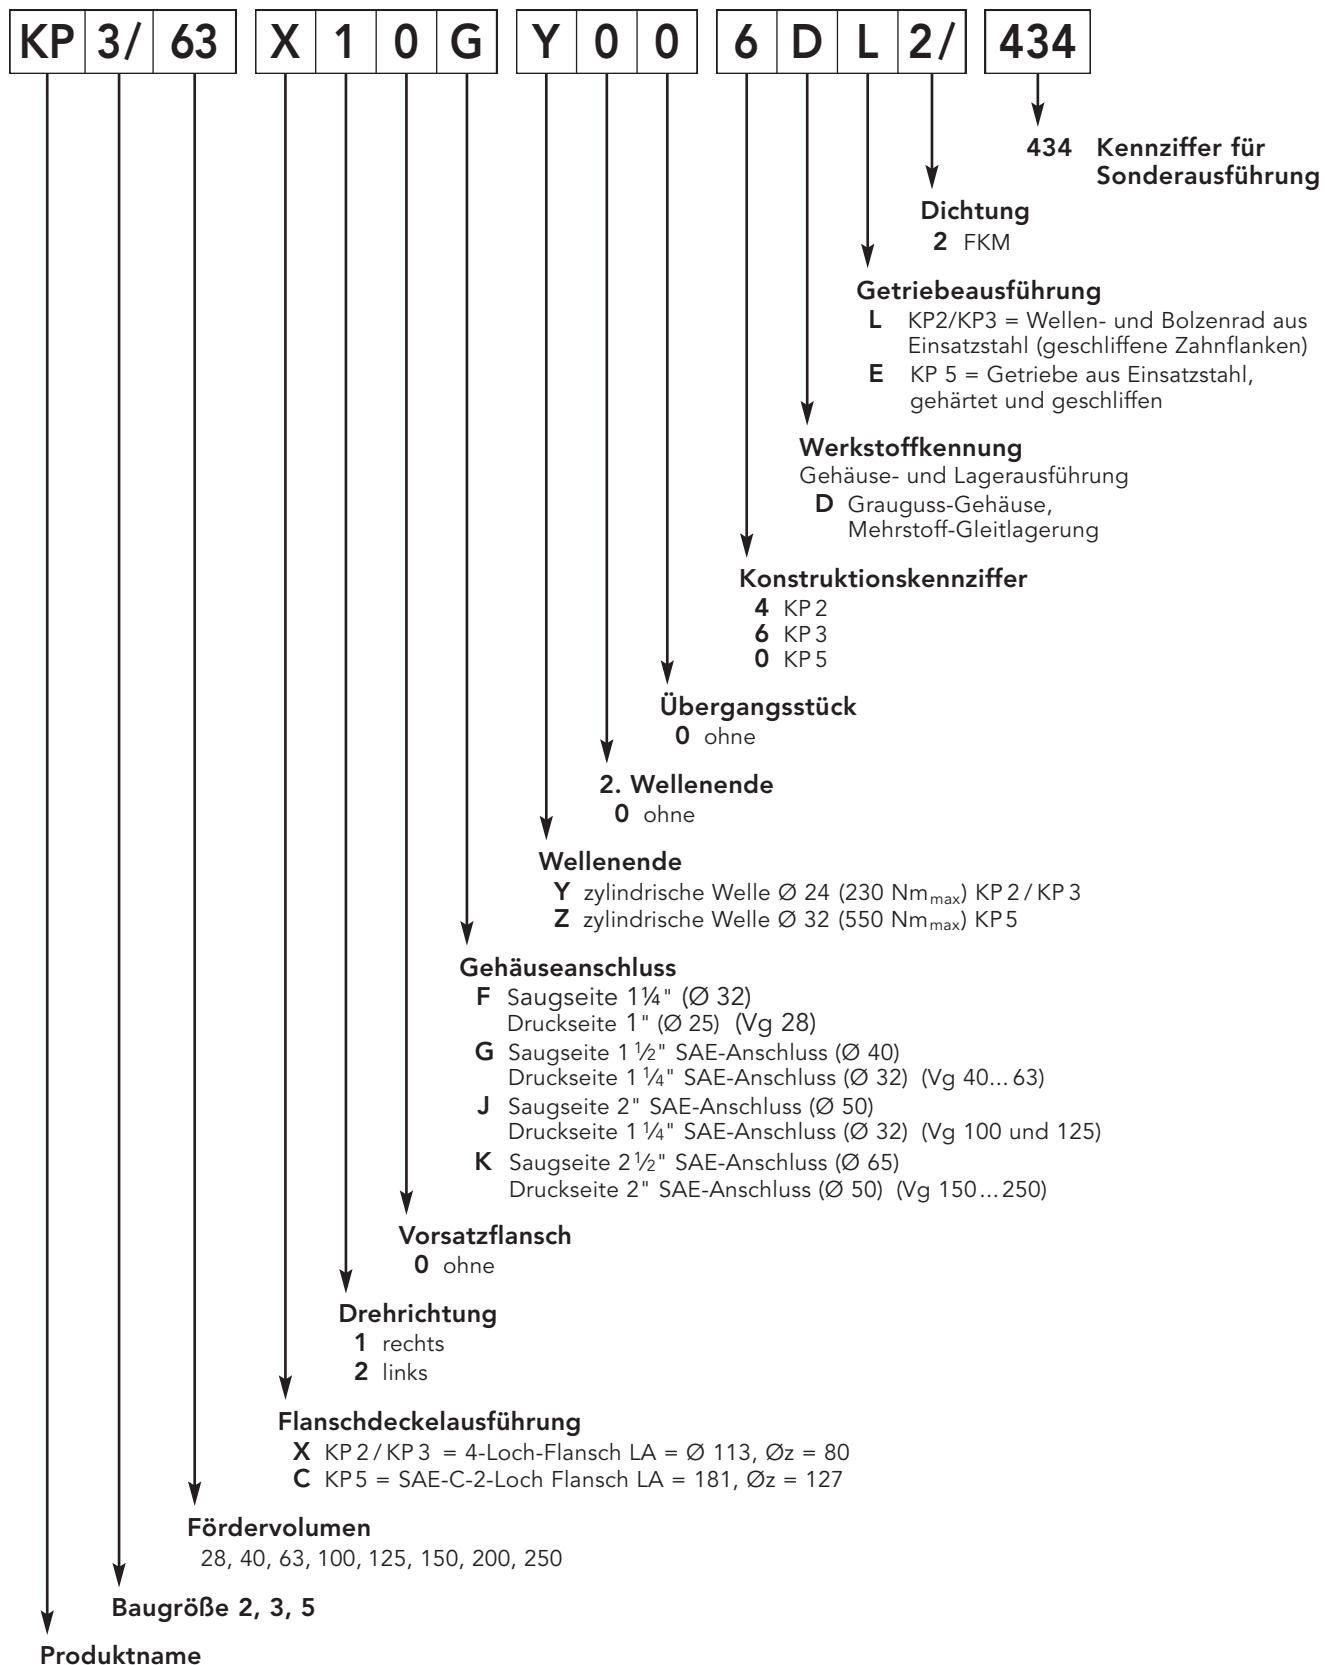 KP 3/ 63 X 1 0 G Y 0 0 6 D L 2/ 434
434 Kennziffer für
Sonderausführung
Dichtung
2 FKM
Getriebeausführung
L KP2/KP3 = Wellen- und Bolzenrad aus
Einsatzstahl (geschliffene Zahnflanken)
E KP 5 = Getriebe aus Einsatzstahl,
gehärtet und geschliffen
Werkstoffkennung
Gehäuse- und Lagerausführung
D Grauguss-Gehäuse,
Mehrstoff-Gleitlagerung
Konstruktionskennziffer
4 KP 2
6 KP 3
0 KP 5
Übergangsstück
0 ohne
2. Wellenende
0 ohne
Wellenende
Y zylindrische Welle Ø 24 (230 Nmmax) KP 2 / KP 3
Z zylindrische Welle Ø 32 (550 Nmmax) KP 5
Gehäuseanschluss
F Saugseite 1¼" (Ø 32)
Druckseite 1" (Ø 25) (Vg 28)
G Saugseite 1 ½" SAE-Anschluss (Ø 40)
Druckseite 1 ¼" SAE-Anschluss (Ø 32) (Vg 40... 63)
J Saugseite 2" SAE-Anschluss (Ø 50)
Druckseite 1 ¼" SAE-Anschluss (Ø 32) (Vg 100 und 125)
K Saugseite 2 ½" SAE-Anschluss (Ø 65)
Druckseite 2" SAE-Anschluss (Ø 50) (Vg 150 ... 250)
Vorsatzflansch
0 ohne
Drehrichtung
1 rechts
2 links
Flanschdeckelausführung
X KP 2 / KP 3 = 4-Loch-Flansch LA = Ø 113, Øz = 80
C KP 5 = SAE-C-2-Loch Flansch LA = 181, Øz = 127
Fördervolumen
28, 40, 63, 100, 125, 150, 200, 250
Baugröße 2, 3, 5
Produktname